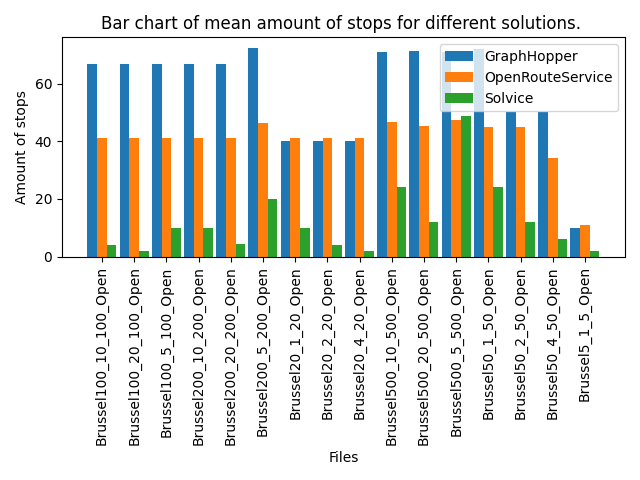 Bar chart of mean amount of stops for different solutions.
GraphHopper
OpenRouteService
Solvice
Amount of stops
60
40
20
0
Brussel100_10_100_Open
Brussel100_20_100_Open
Brussel100_5_100_Open
Brussel200_10_200_Open
Brussel200_20_200_Open
Brussel200_5_200_Open
Brussel20_1_20_Open
Brussel20_2_20_Open
Brussel20_4_20_Open
Brussel500_10_500_Open
Brussel500_20_500_Open
Brussel500_5_500_Open
Brussel50_1_50_Open
Brussel50_2_50_Open
Brussel50_4_50_Open
Brussel5_1_5_Open
Files